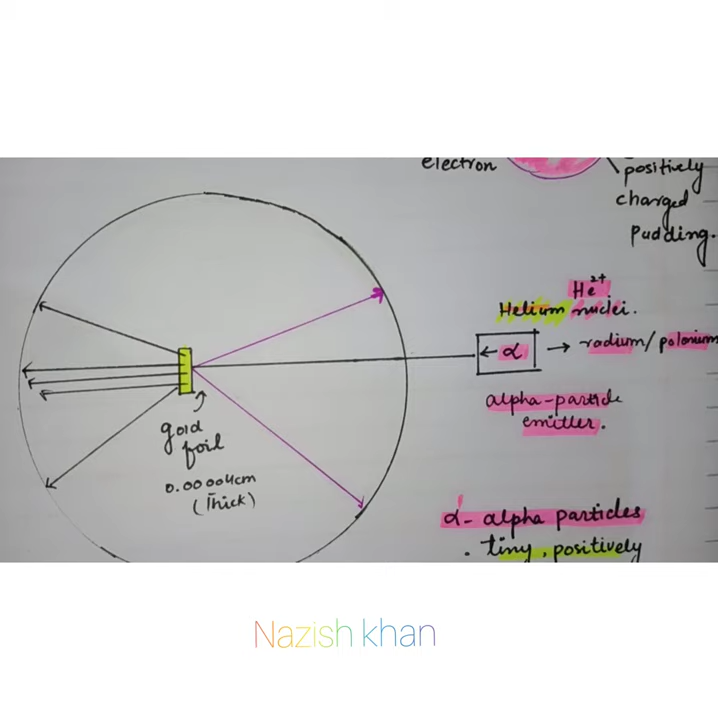 electron
positively
charged
pudding.
He²⁺
Helium nuclei.
← α → radium/polonium
alpha-particle
emitter.
gold
foil
0.00004cm
(Thick)
α - alpha particles
. tiny, positively
Nazish khan